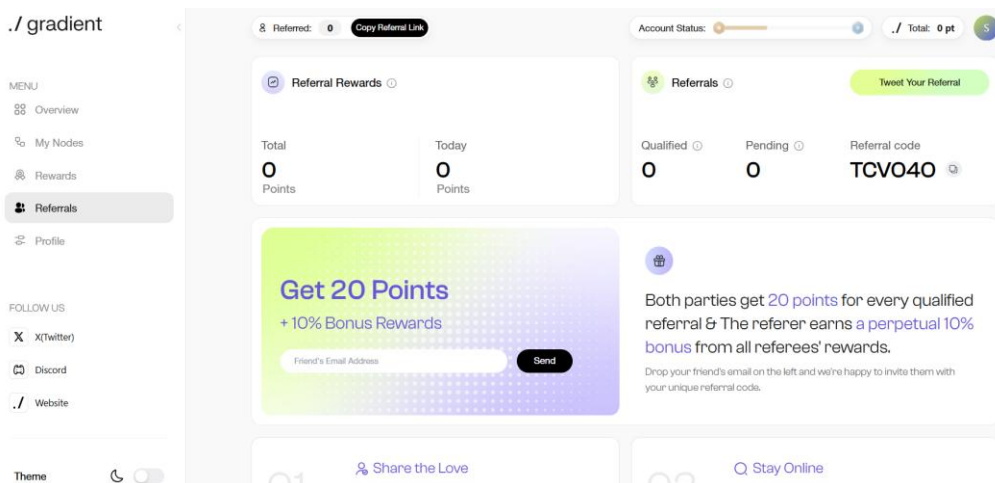 ./ gradient
MENU
Overview
My Nodes
Rewards
Referrals
Profile
FOLLOW US
X X(Twitter)
Discord
./ Website
Theme
Referred: 0 Copy Referral Link
Account Status:
./ Total: 0 pt
S
Referral Rewards
Total
0
Points
Today
0
Points
Referrals
Tweet Your Referral
Qualified
0
Pending
0
Referral code
TCVO4O
Get 20 Points
+ 10% Bonus Rewards
Friend's Email Address
Send
Both parties get 20 points for every qualified
referral & The referer earns a perpetual 10%
bonus from all referees' rewards.
Drop your friend's email on the left and we're happy to invite them with
your unique referral code.
Share the Love
Stay Online